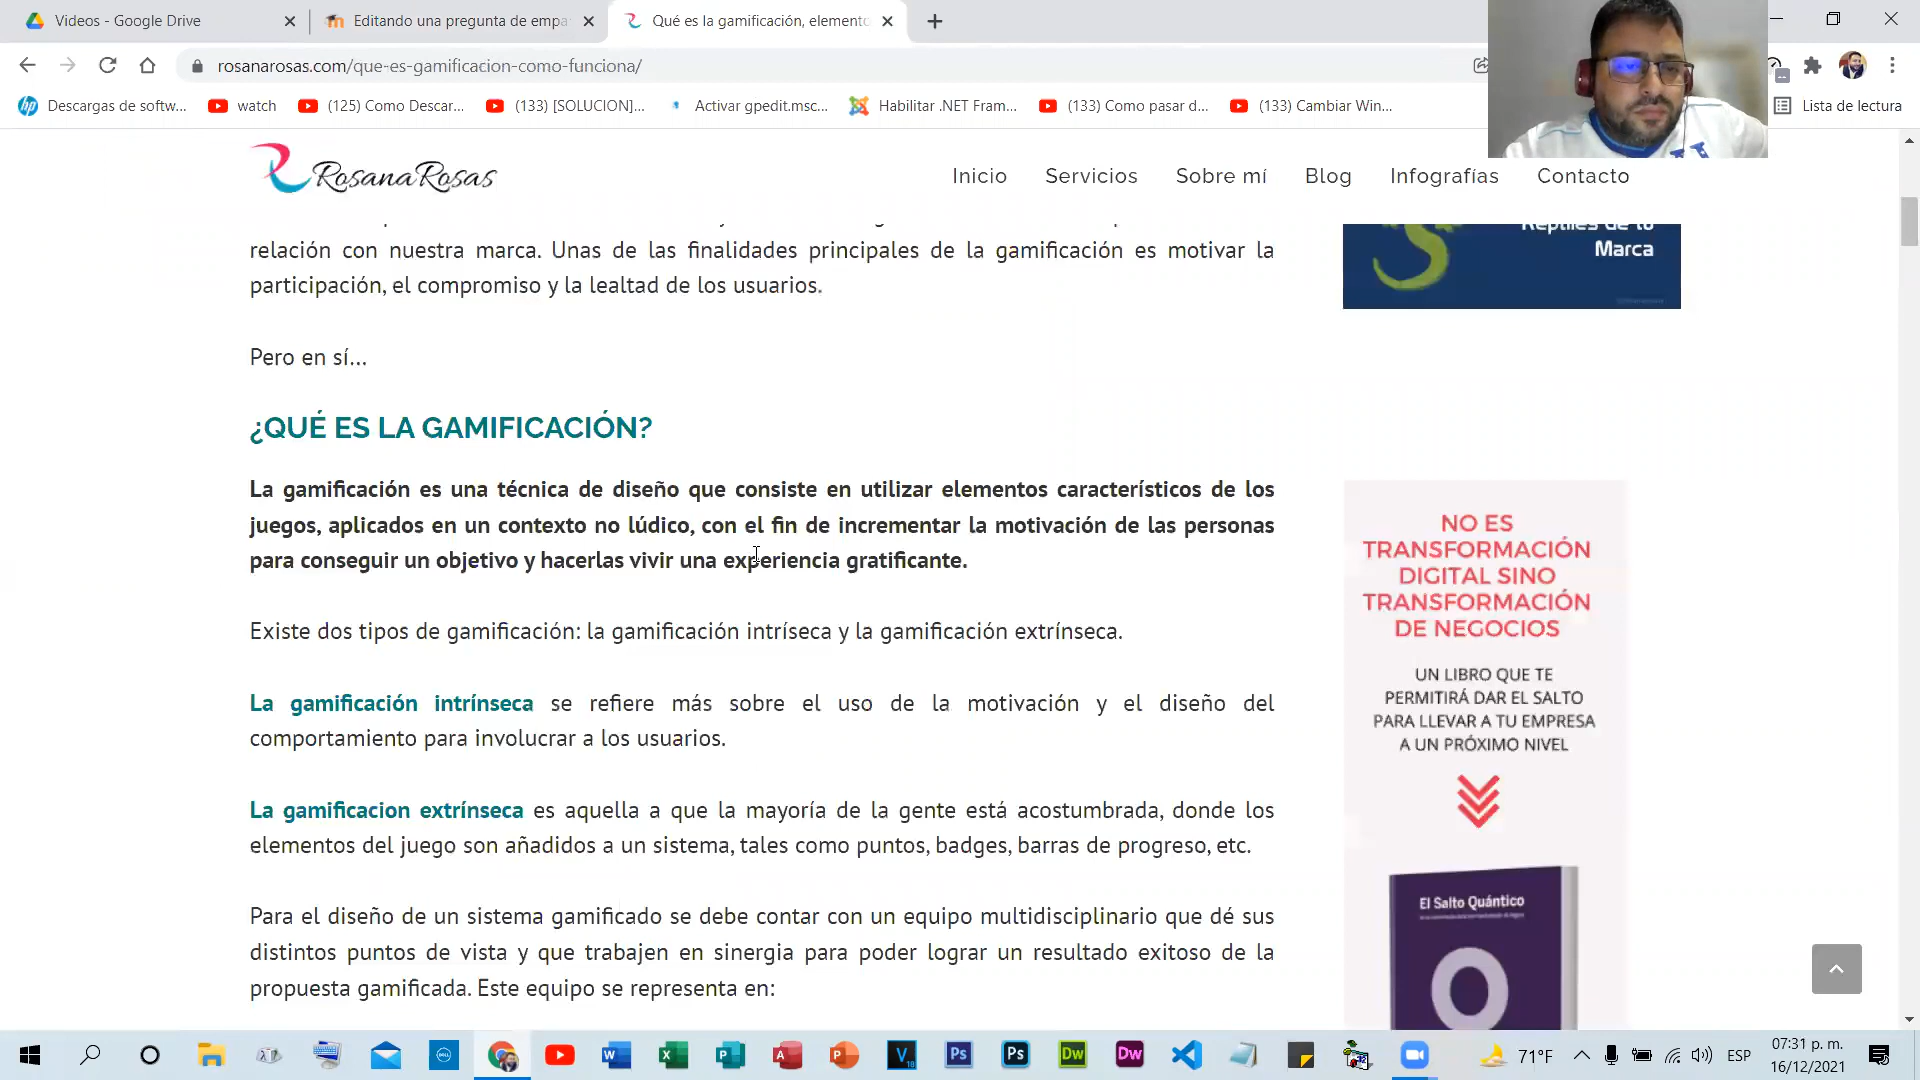 Videos - Google Drive
Editando una pregunta de empa
Qué es la gamificación, elemento
rosanarosas.com/que-es-gamificacion-como-funciona/
Descargas de softw...
watch
(125) Como Descar...
(133) [SOLUCION]...
Activar gpedit.msc...
Habilitar .NET Fram...
(133) Como pasar d...
(133) Cambiar Win...
Lista de lectura
RosanaRosas
Inicio
Servicios
Sobre mí
Blog
Infografías
Contacto
relación con nuestra marca. Unas de las finalidades principales de la gamificación es motivar la
participación, el compromiso y la lealtad de los usuarios.
Pero en sí...
¿QUÉ ES LA GAMIFICACIÓN?
La gamificación es una técnica de diseño que consiste en utilizar elementos característicos de los
juegos, aplicados en un contexto no lúdico, con el fin de incrementar la motivación de las personas
para conseguir un objetivo y hacerlas vivir una experiencia gratificante.
Existe dos tipos de gamificación: la gamificación intríseca y la gamificación extrínseca.
La gamificación intrínseca se refiere más sobre el uso de la motivación y el diseño del
comportamiento para involucrar a los usuarios.
La gamificacion extrínseca es aquella a que la mayoría de la gente está acostumbrada, donde los
elementos del juego son añadidos a un sistema, tales como puntos, badges, barras de progreso, etc.
Para el diseño de un sistema gamificado se debe contar con un equipo multidisciplinario que dé sus
distintos puntos de vista y que trabajen en sinergia para poder lograr un resultado exitoso de la
propuesta gamificada. Este equipo se representa en:
Reptiles de tu
Marca
NO ES
TRANSFORMACIÓN
DIGITAL SINO
TRANSFORMACIÓN
DE NEGOCIOS
UN LIBRO QUE TE
PERMITIRÁ DAR EL SALTO
PARA LLEVAR A TU EMPRESA
A UN PRÓXIMO NIVEL
El Salto Quántico
71°F
ESP
07:31 p. m.
16/12/2021